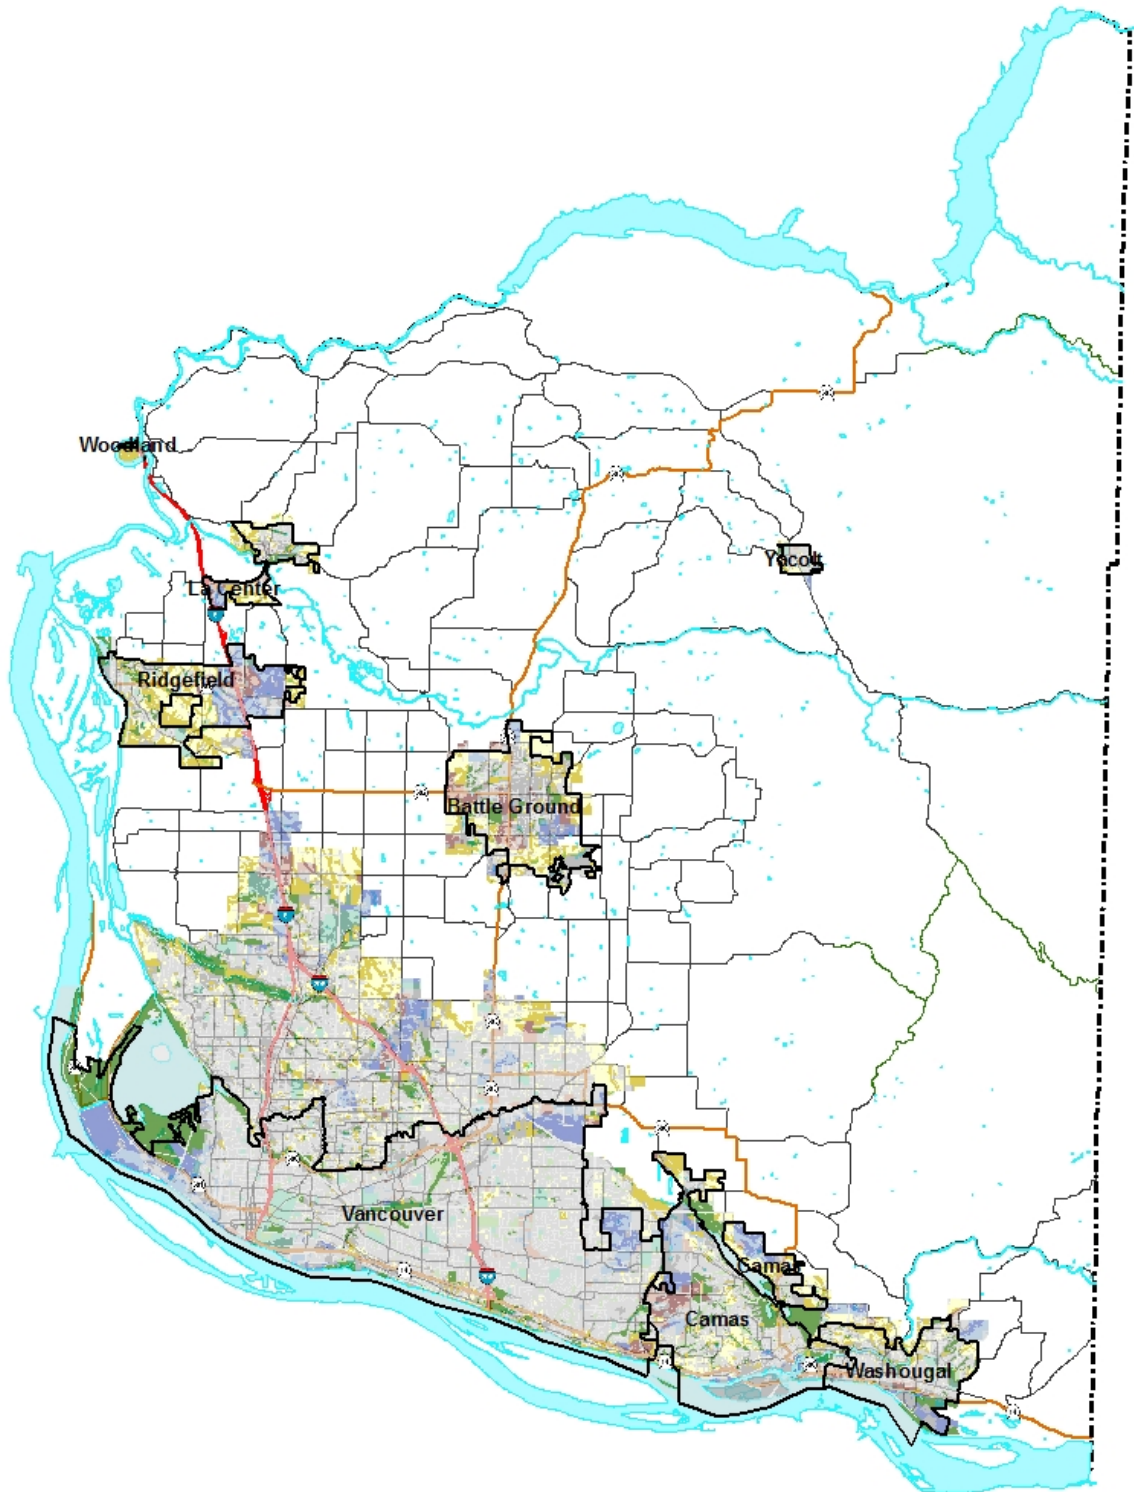 Woodland
Yacolt
La Center
Ridgefield
Battle Ground
Vancouver
Camas
Camas
Washougal